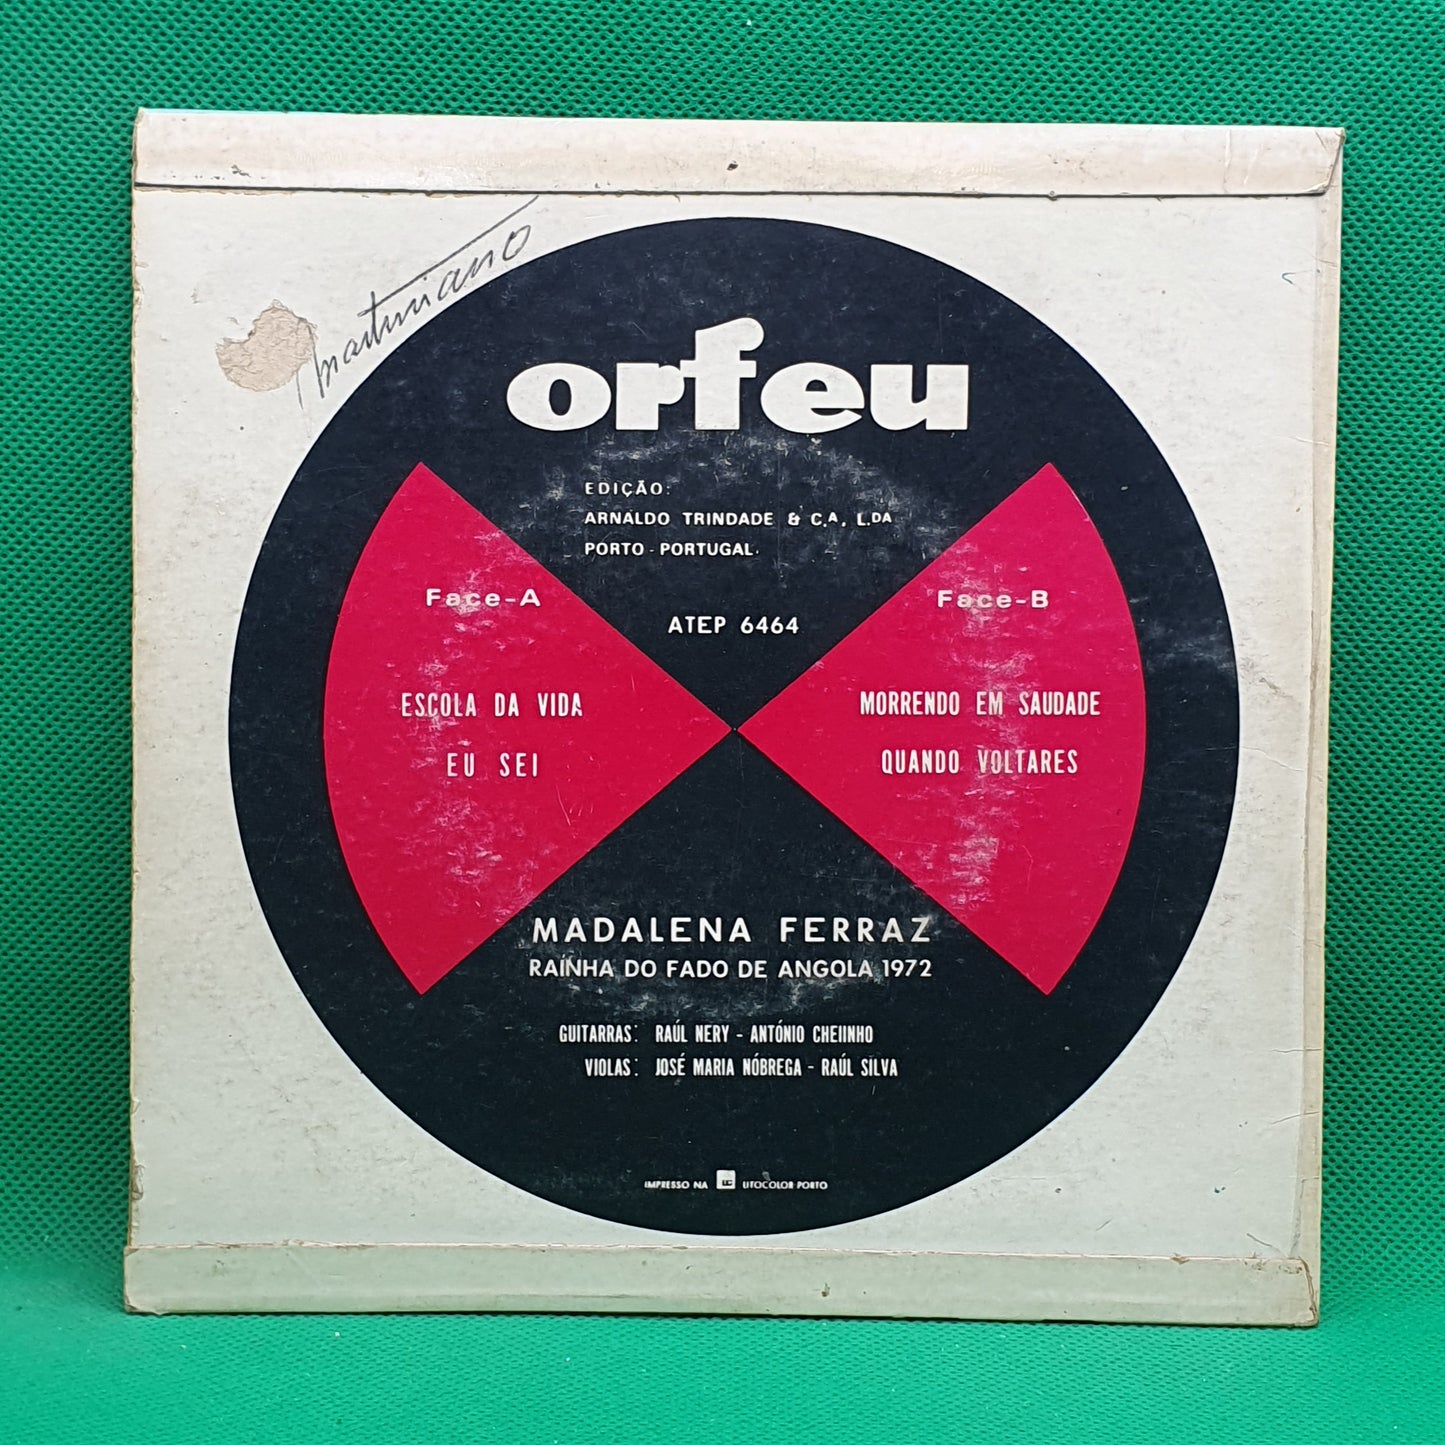 martiniano
orfeu
EDIÇÃO:
ARNALDO TRINDADE & C.A, L.DA
PORTO - PORTUGAL
Face-A
Face-B
ATEP 6464
ESCOLA DA VIDA
EU SEI
MORRENDO EM SAUDADE
QUANDO VOLTARES
MADALENA FERRAZ
RAÍNHA DO FADO DE ANGOLA 1972
GUITARRAS: RAÚL NERY - ANTÓNIO CHEIINHO
VIOLAS: JOSÉ MARIA NÓBREGA - RAÚL SILVA
IMPRESSO NA LITOCOLOR PORTO